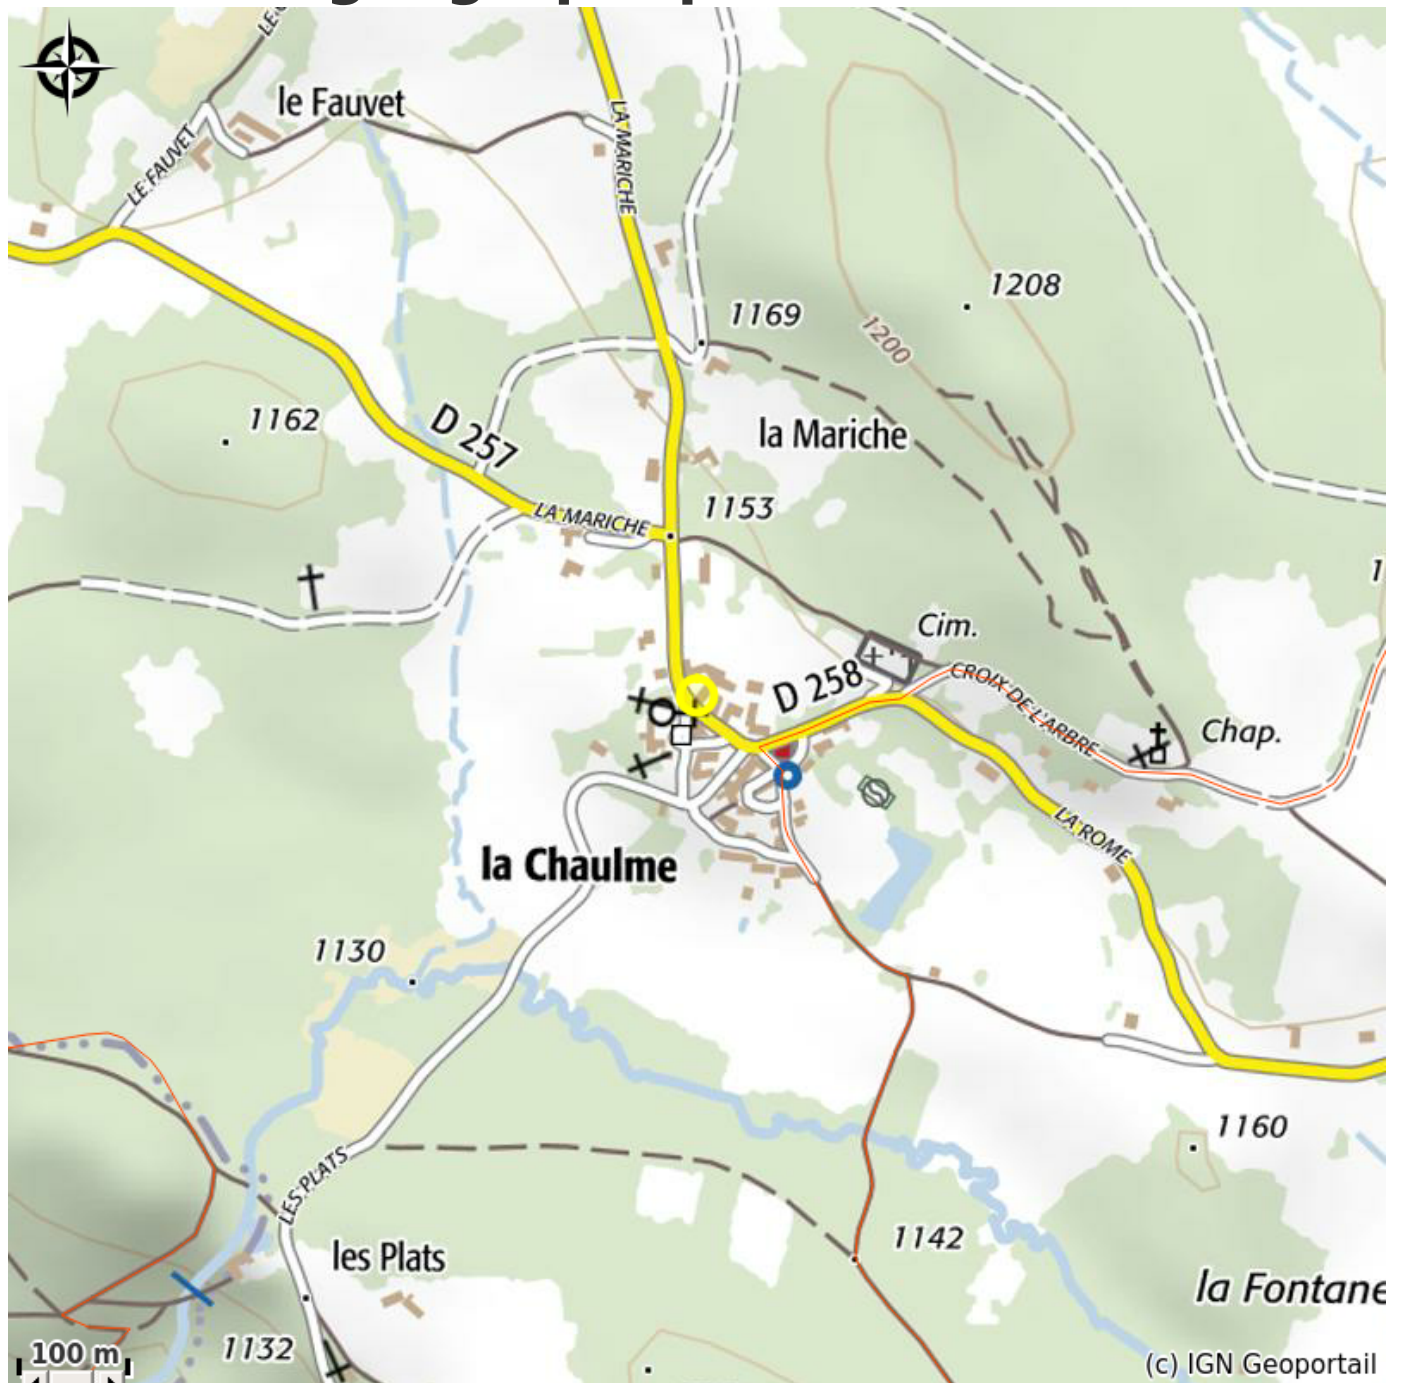 LE FAUVET
le Fauvet
LA MARICHE
1208
1169
1200
1162
D 257
la Mariche
1153
LA MARICHE
Cim.
D 258
CROIX DE L'ARBRE
Chap.
LA ROME
la Chaulme
1130
1160
LES PLATS
1142
les Plats
la Fontane
1132
100 m
(c) IGN Geoportail